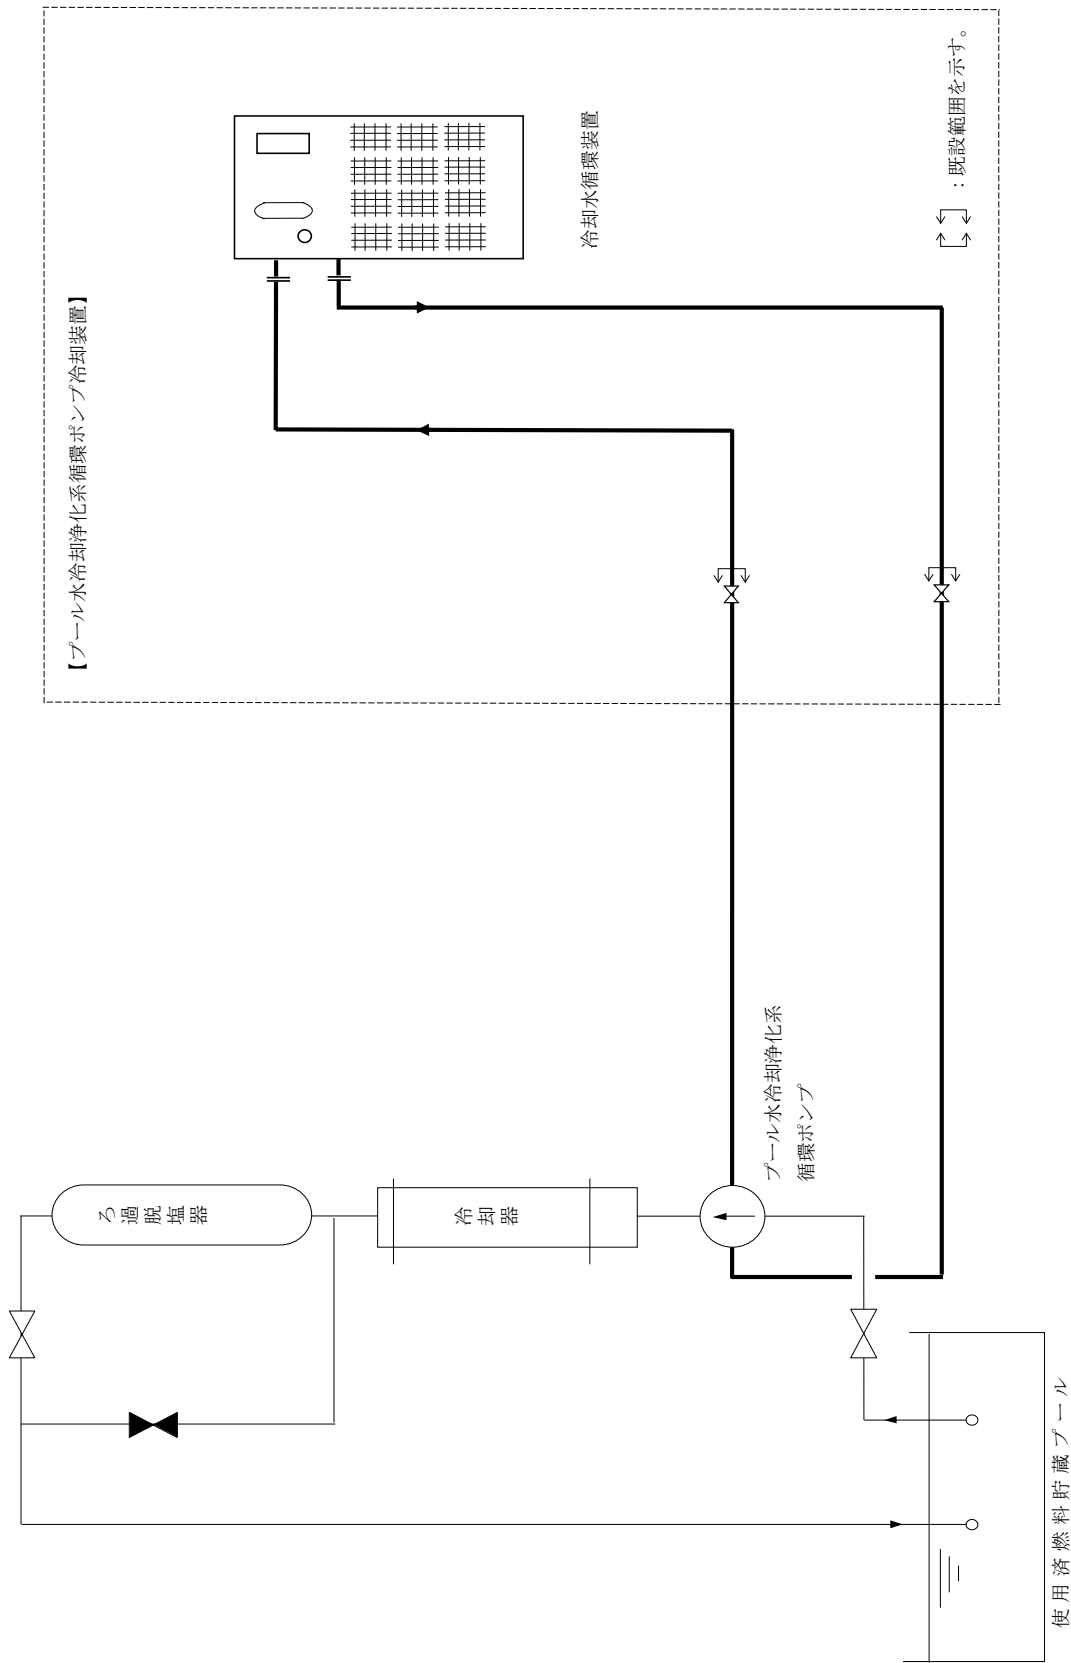 【プール水冷却浄化系循環ポンプ冷却装置】
冷却水循環装置
：既設範囲を示す。
ろ過脱塩器
冷却器
プール水冷却浄化系
循環ポンプ
使用済燃料貯蔵プール